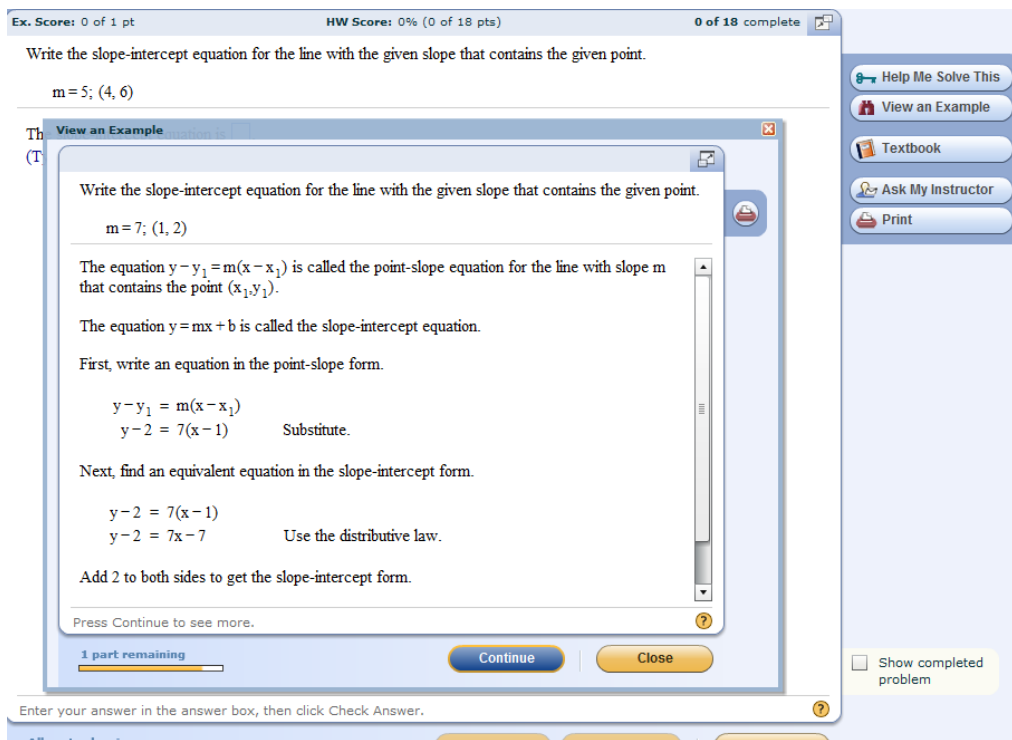 Ex. Score: 0 of 1 pt HW Score: 0% (0 of 18 pts) 0 of 18 complete
Write the slope-intercept equation for the line with the given slope that contains the given point.
m = 5; (4, 6)
Help Me Solve This
View an Example
Textbook
Ask My Instructor
Print
Th
(T
View an Example
Write the slope-intercept equation for the line with the given slope that contains the given point.
m = 7; (1, 2)
The equation y − y₁ = m(x − x₁) is called the point-slope equation for the line with slope m
that contains the point (x₁,y₁).
The equation y = mx + b is called the slope-intercept equation.
First, write an equation in the point-slope form.
y − y₁ = m(x − x₁)
y − 2 = 7(x − 1) Substitute.
Next, find an equivalent equation in the slope-intercept form.
y − 2 = 7(x − 1)
y − 2 = 7x − 7 Use the distributive law.
Add 2 to both sides to get the slope-intercept form.
Press Continue to see more.
?
1 part remaining
Continue
Close
Show completed
problem
Enter your answer in the answer box, then click Check Answer.
?